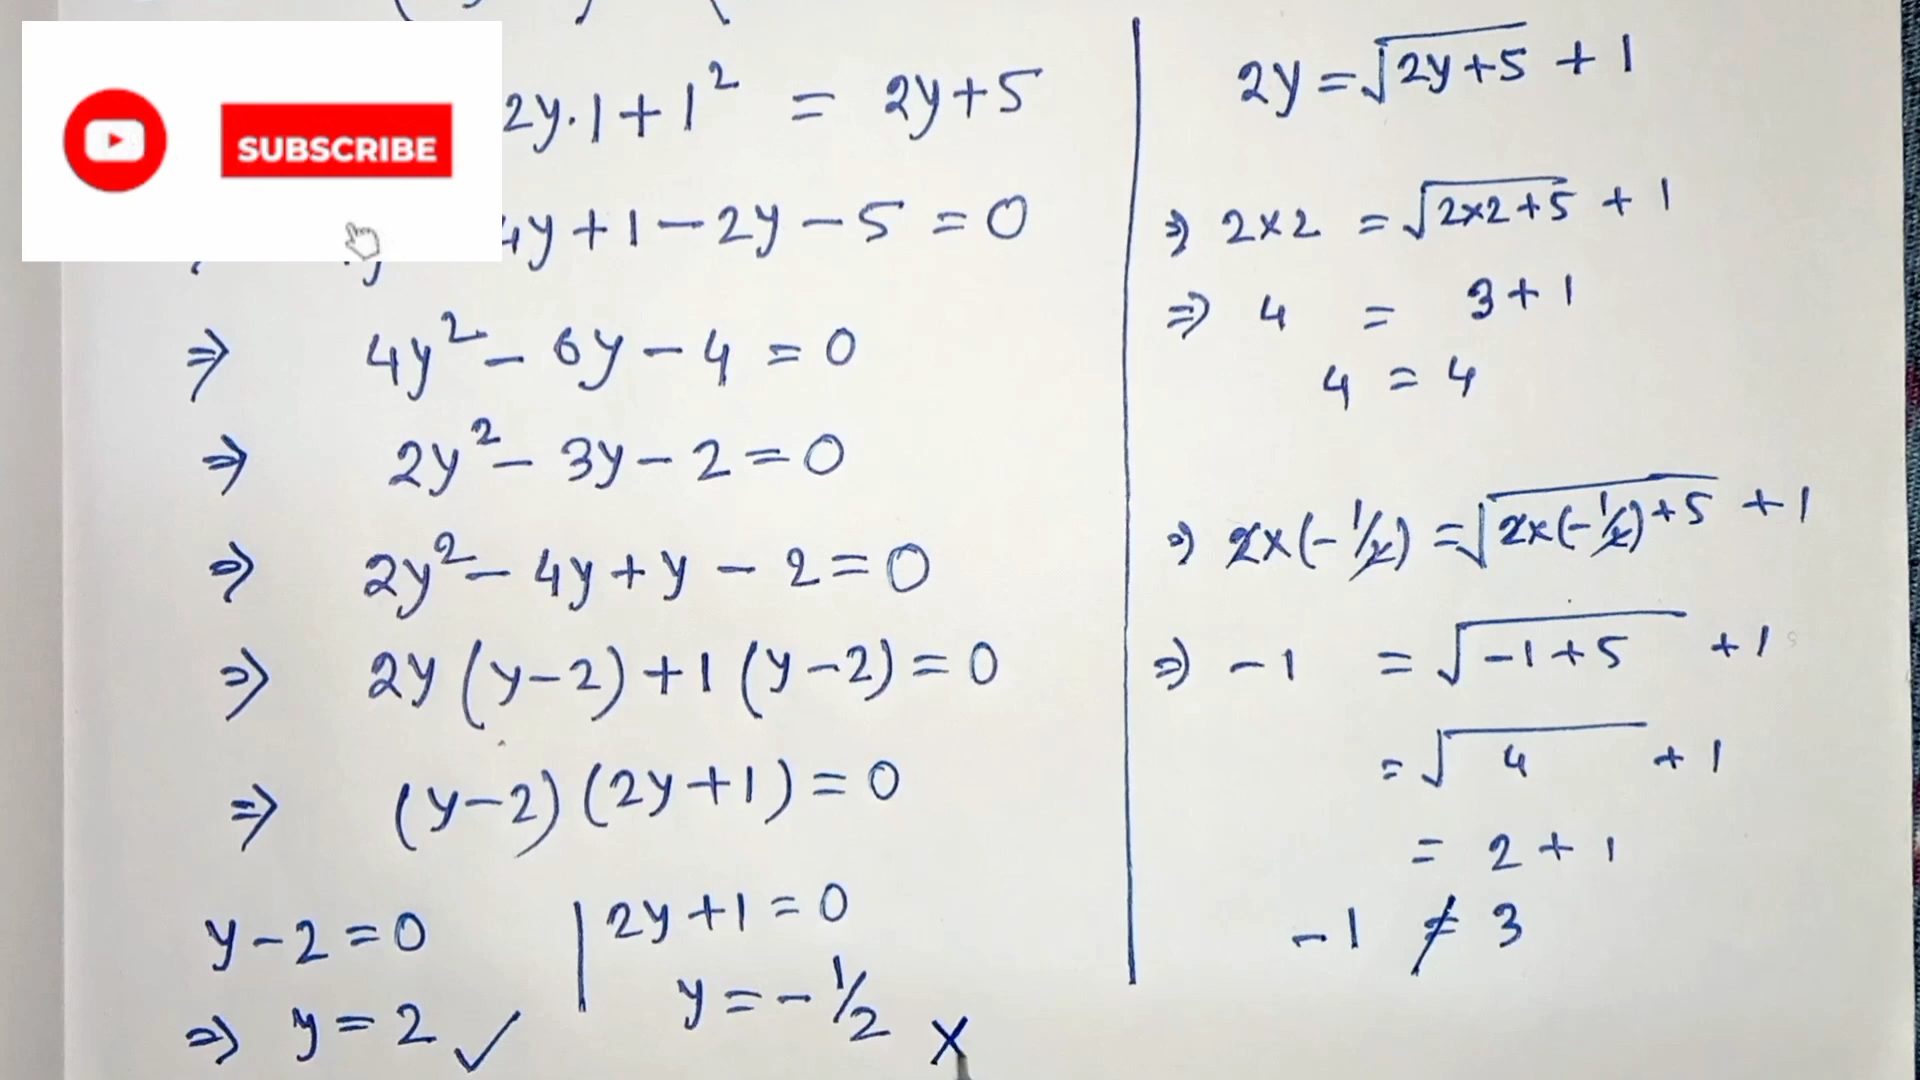 SUBSCRIBE
2y·1+1² = 2y+5
4y+1-2y-5=0
⇒ 4y²-6y-4=0
⇒ 2y²-3y-2=0
⇒ 2y²-4y+y-2=0
⇒ 2y(y-2)+1(y-2)=0
⇒ (y-2)(2y+1)=0
y-2=0 | 2y+1=0
⇒ y=2 ✓ y=-1/2 ×
2y=√(2y+5)+1
⇒ 2×2=√(2×2+5)+1
⇒ 4=3+1
4=4
⇒ 2×(-1/2)=√(2×(-1/2)+5)+1
⇒ -1=√(-1+5)+1
=√4+1
=2+1
-1≠3